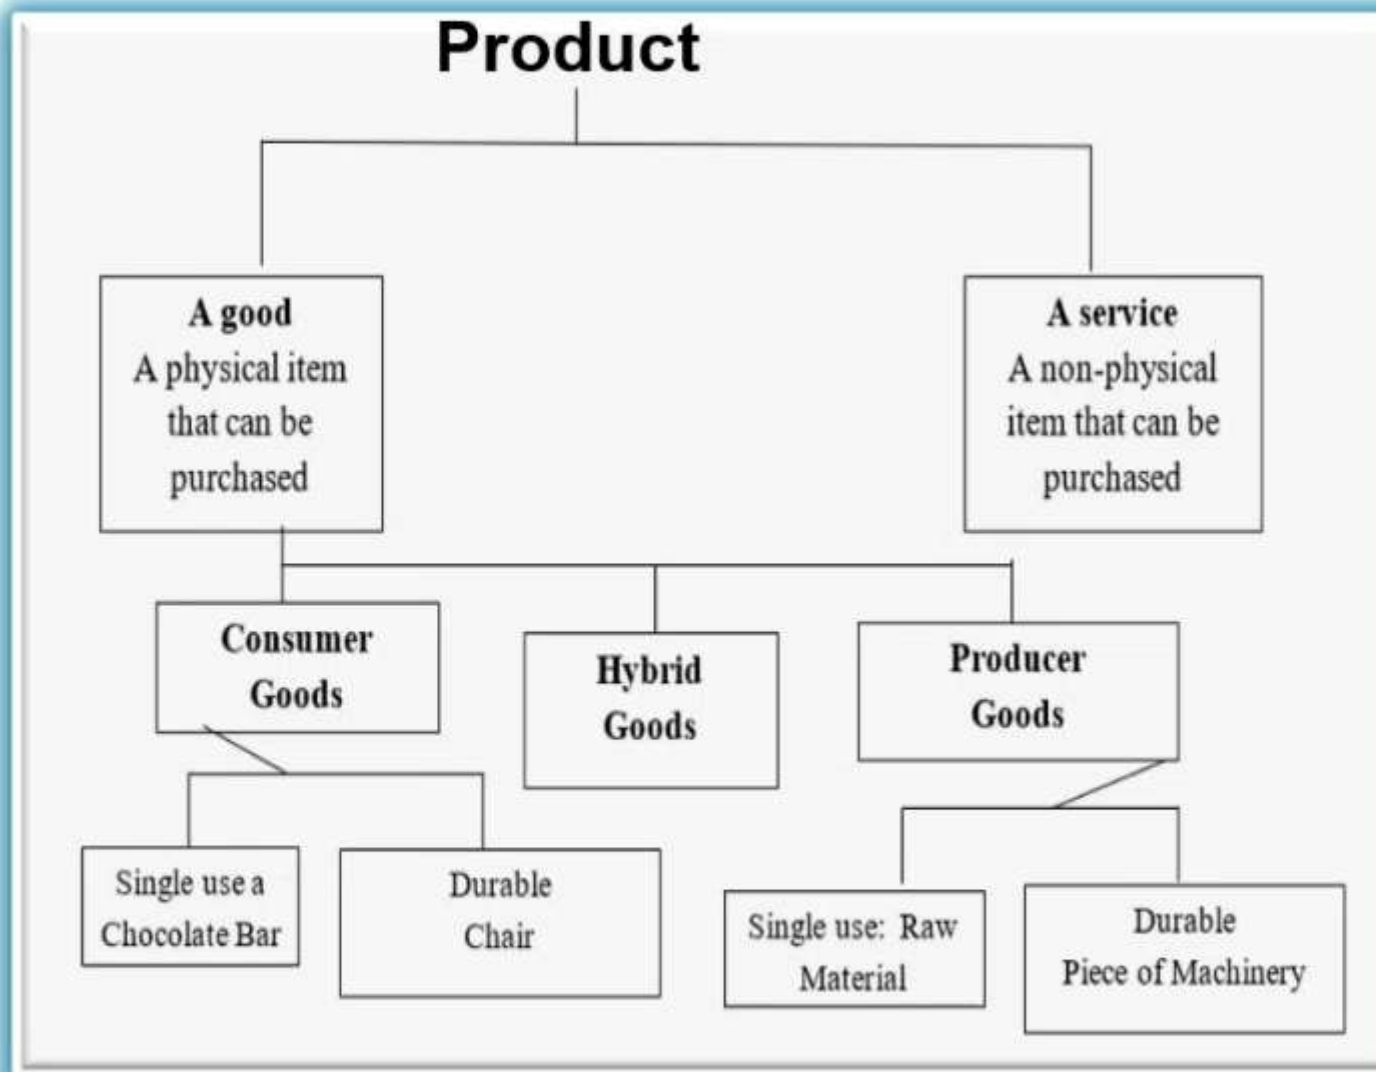 Product
A good
A physical item
that can be
purchased
A service
A non-physical
item that can be
purchased
Consumer
Goods
Hybrid
Goods
Producer
Goods
Single use a
Chocolate Bar
Durable
Chair
Single use: Raw
Material
Durable
Piece of Machinery